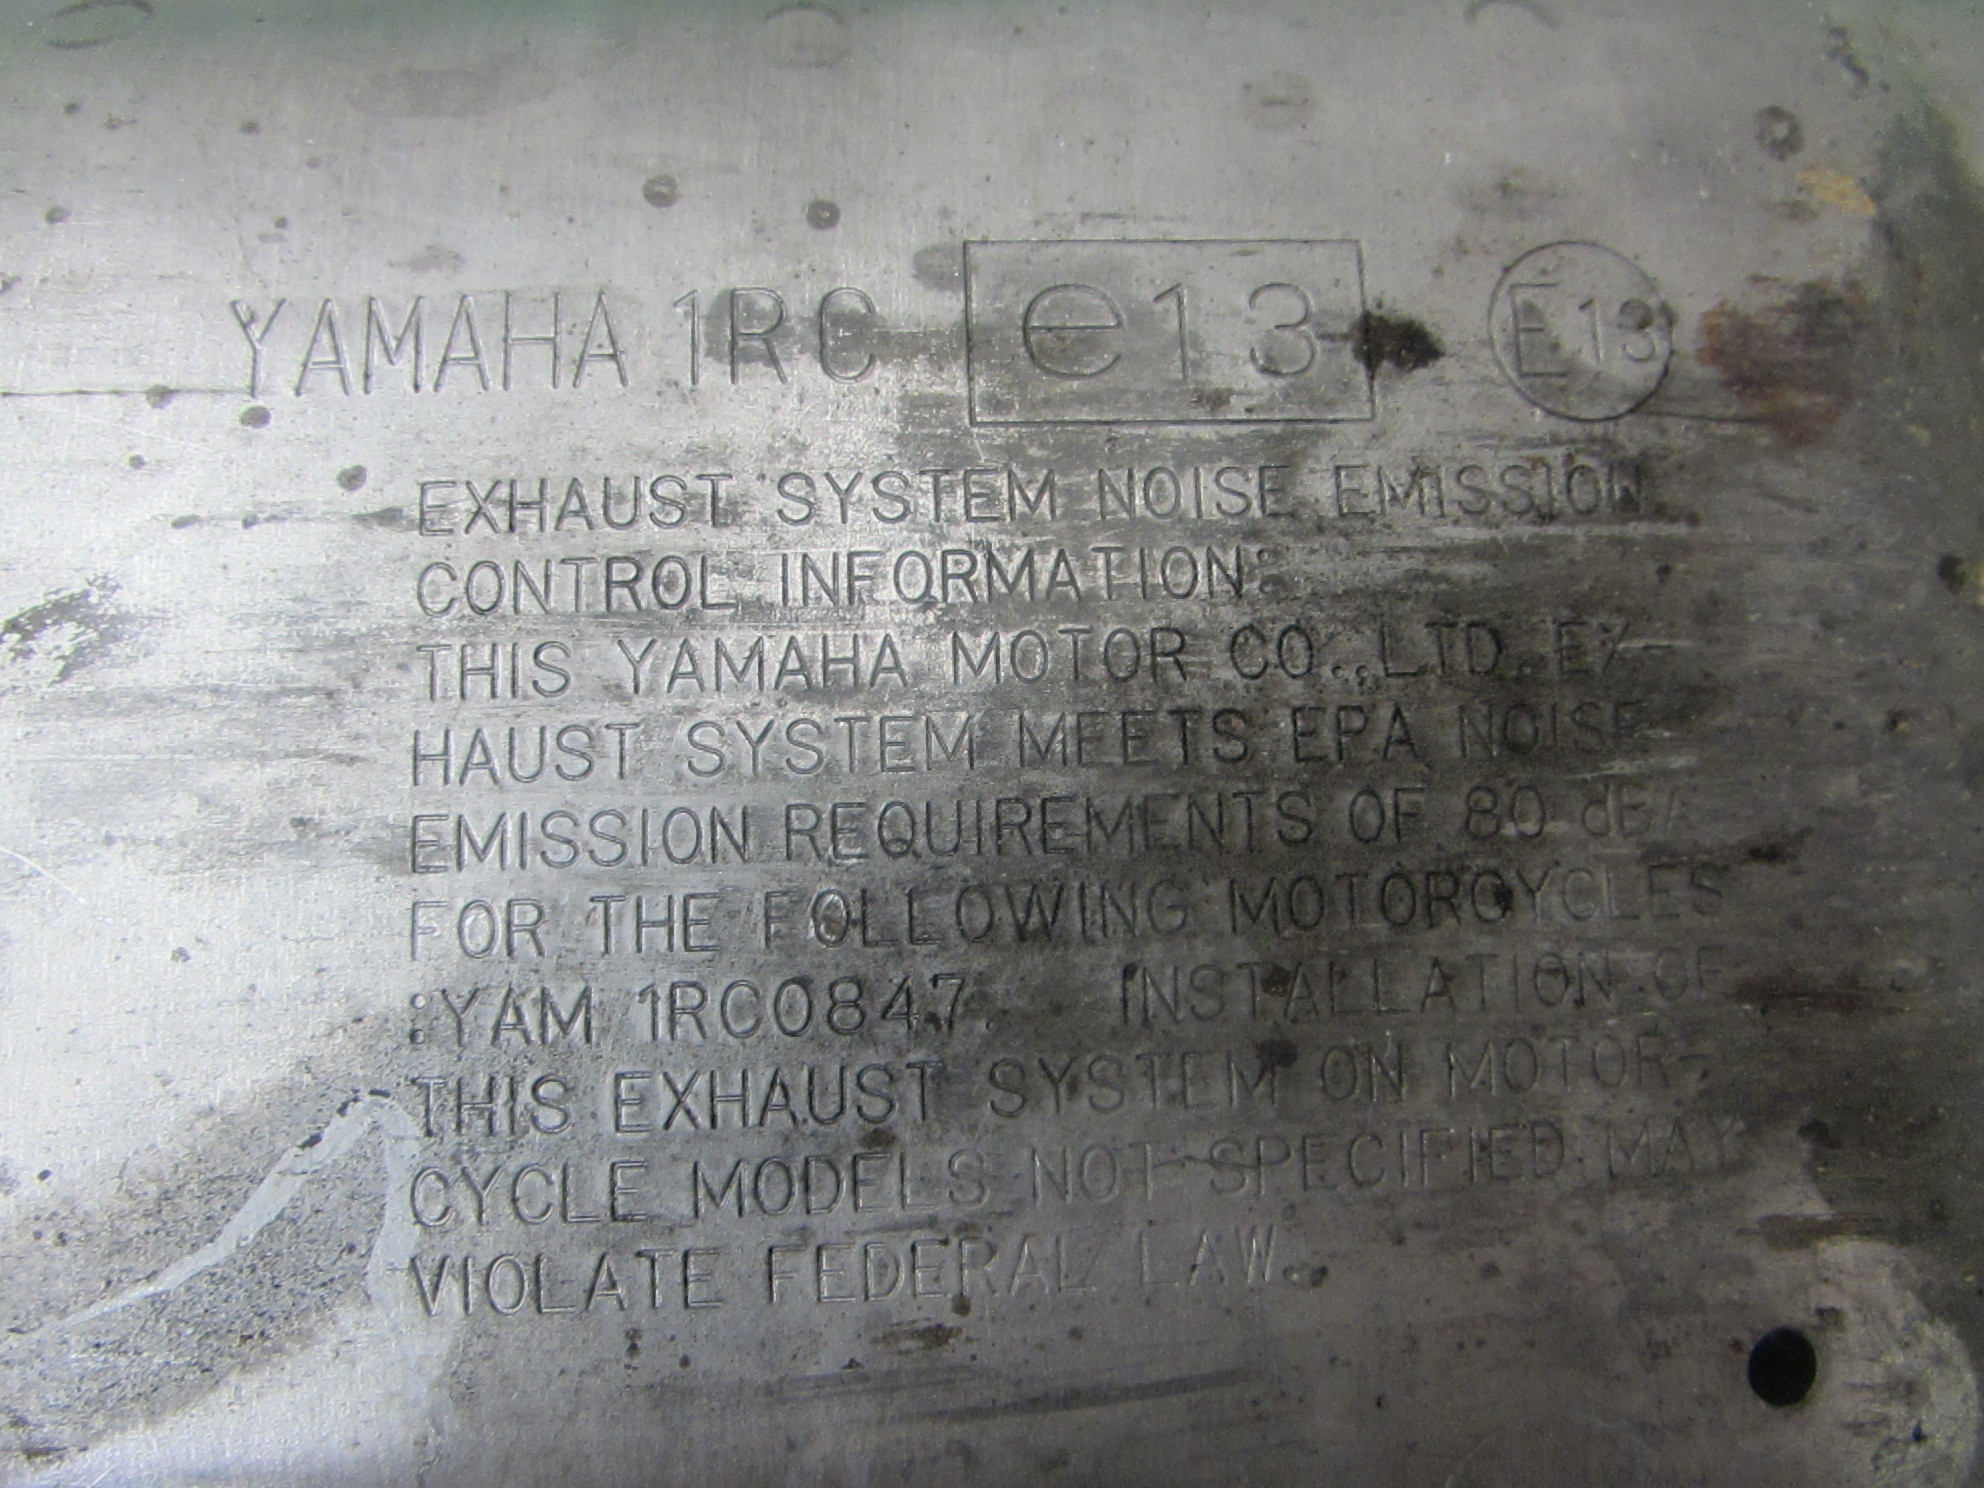 YAMAHA 1RC e13 E13
EXHAUST SYSTEM NOISE EMISSION
CONTROL INFORMATION:
THIS YAMAHA MOTOR CO.,LTD. EX-
HAUST SYSTEM MEETS EPA NOISE
EMISSION REQUIREMENTS OF 80 dBA
FOR THE FOLLOWING MOTORCYCLES
:YAM 1RC0847. INSTALLATION OF
THIS EXHAUST SYSTEM ON MOTOR-
CYCLE MODELS NOT SPECIFIED MAY
VIOLATE FEDERAL LAW.